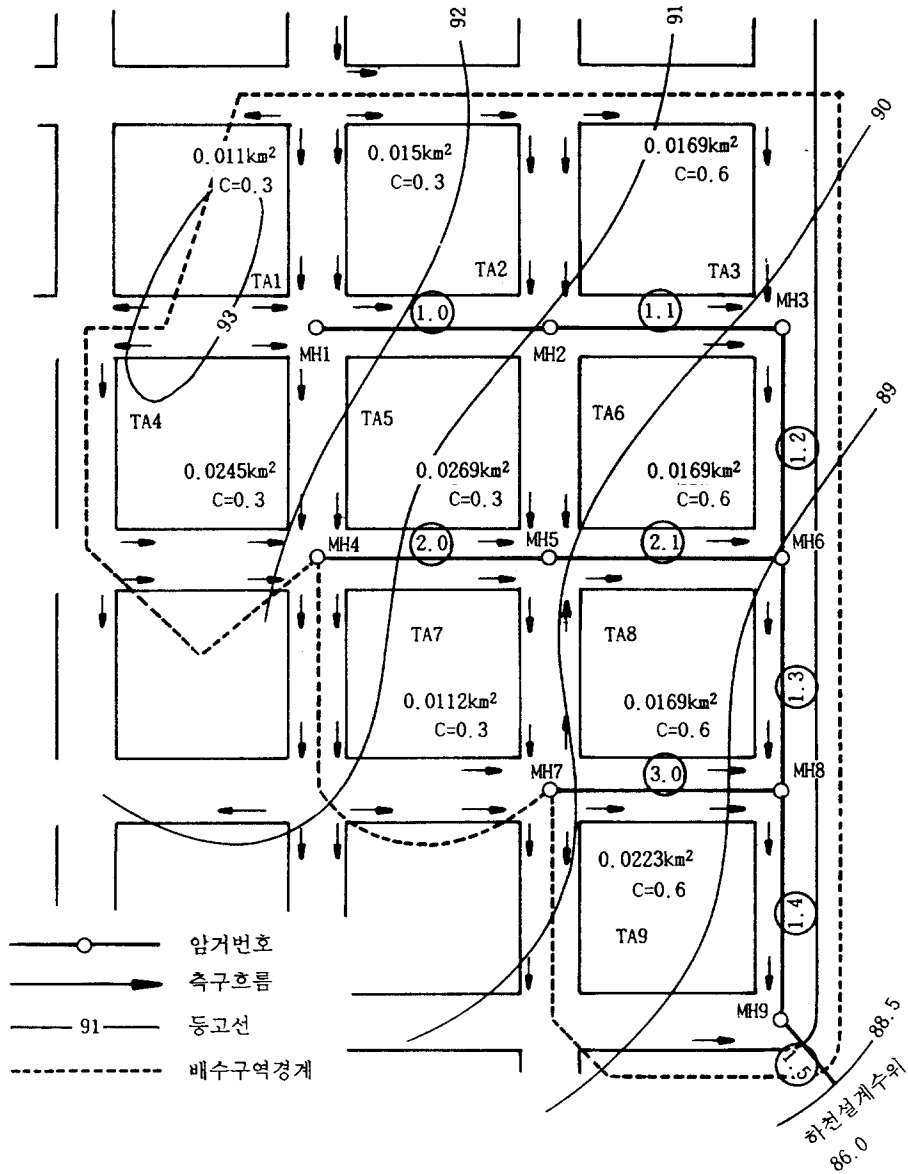 92
91
90
0.011km²
C=0.3
0.015km²
C=0.3
0.0169km²
C=0.6
TA1
TA2
TA3
93
1.0
1.1
MH1
MH2
MH3
89
TA4
TA5
TA6
0.0245km²
C=0.3
0.0269km²
C=0.3
0.0169km²
C=0.6
1.2
MH4
2.0
MH5
2.1
MH6
TA7
TA8
0.0112km²
C=0.3
0.0169km²
C=0.6
1.3
MH7
3.0
MH8
0.0223km²
C=0.6
TA9
1.4
MH9
1.5
88.5
하천설계수위
86.0
암거번호
측구흐름
91
등고선
배수구역경계